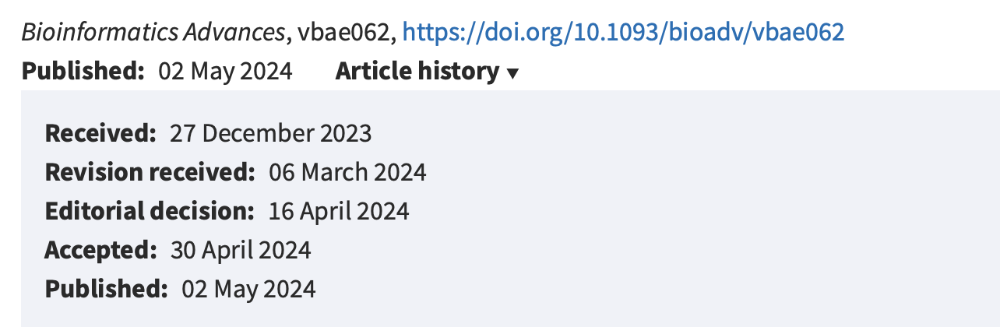 Bioinformatics Advances, vbae062, https://doi.org/10.1093/bioadv/vbae062
Published: 02 May 2024 Article history ▼
Received: 27 December 2023
Revision received: 06 March 2024
Editorial decision: 16 April 2024
Accepted: 30 April 2024
Published: 02 May 2024